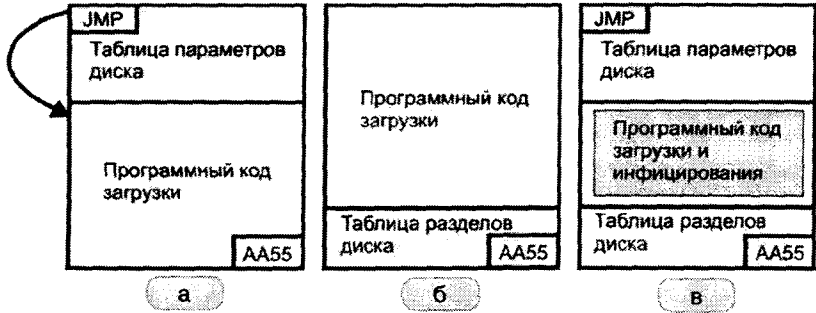 JMP
Таблица параметров
диска
Программный код
загрузки
AA55
а
Программный код
загрузки
Таблица разделов
диска
AA55
б
JMP
Таблица параметров
диска
Программный код
загрузки и
инфицирования
Таблица разделов
диска
AA55
в